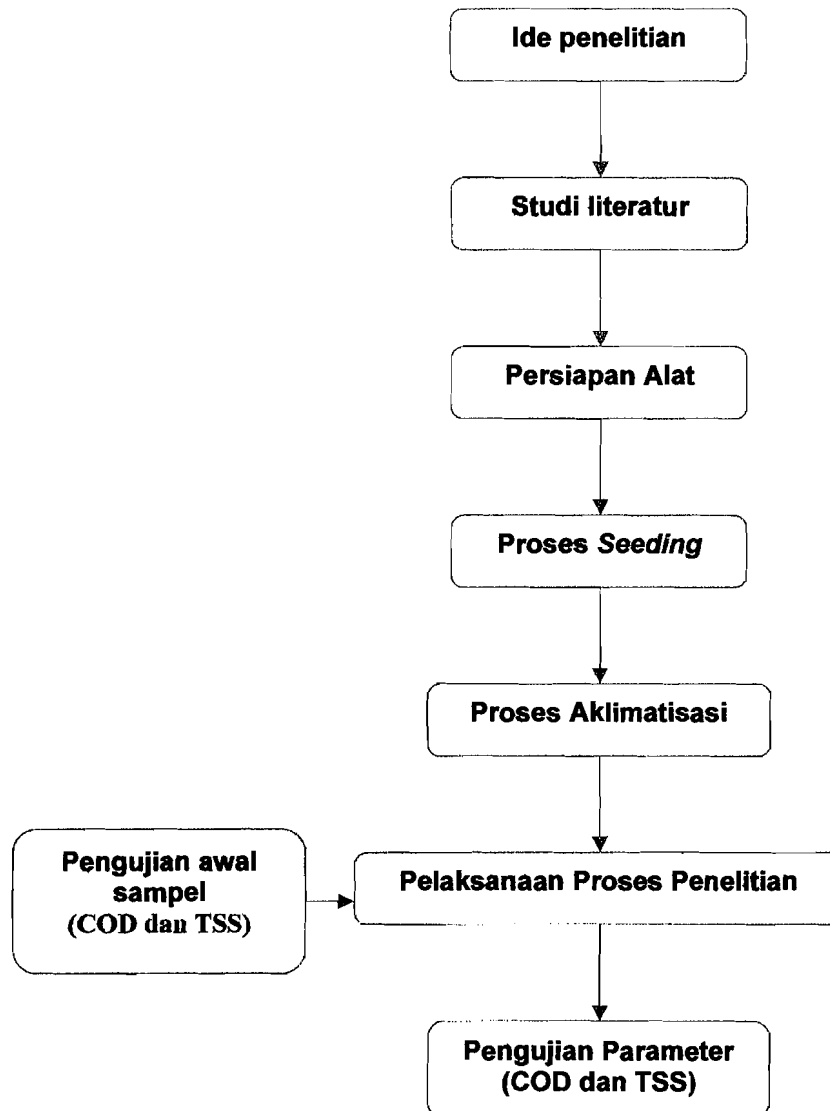 Ide penelitian
Studi literatur
Persiapan Alat
Proses Seeding
Proses Aklimatisasi
Pengujian awal
sampel
(COD dan TSS)
Pelaksanaan Proses Penelitian
Pengujian Parameter
(COD dan TSS)